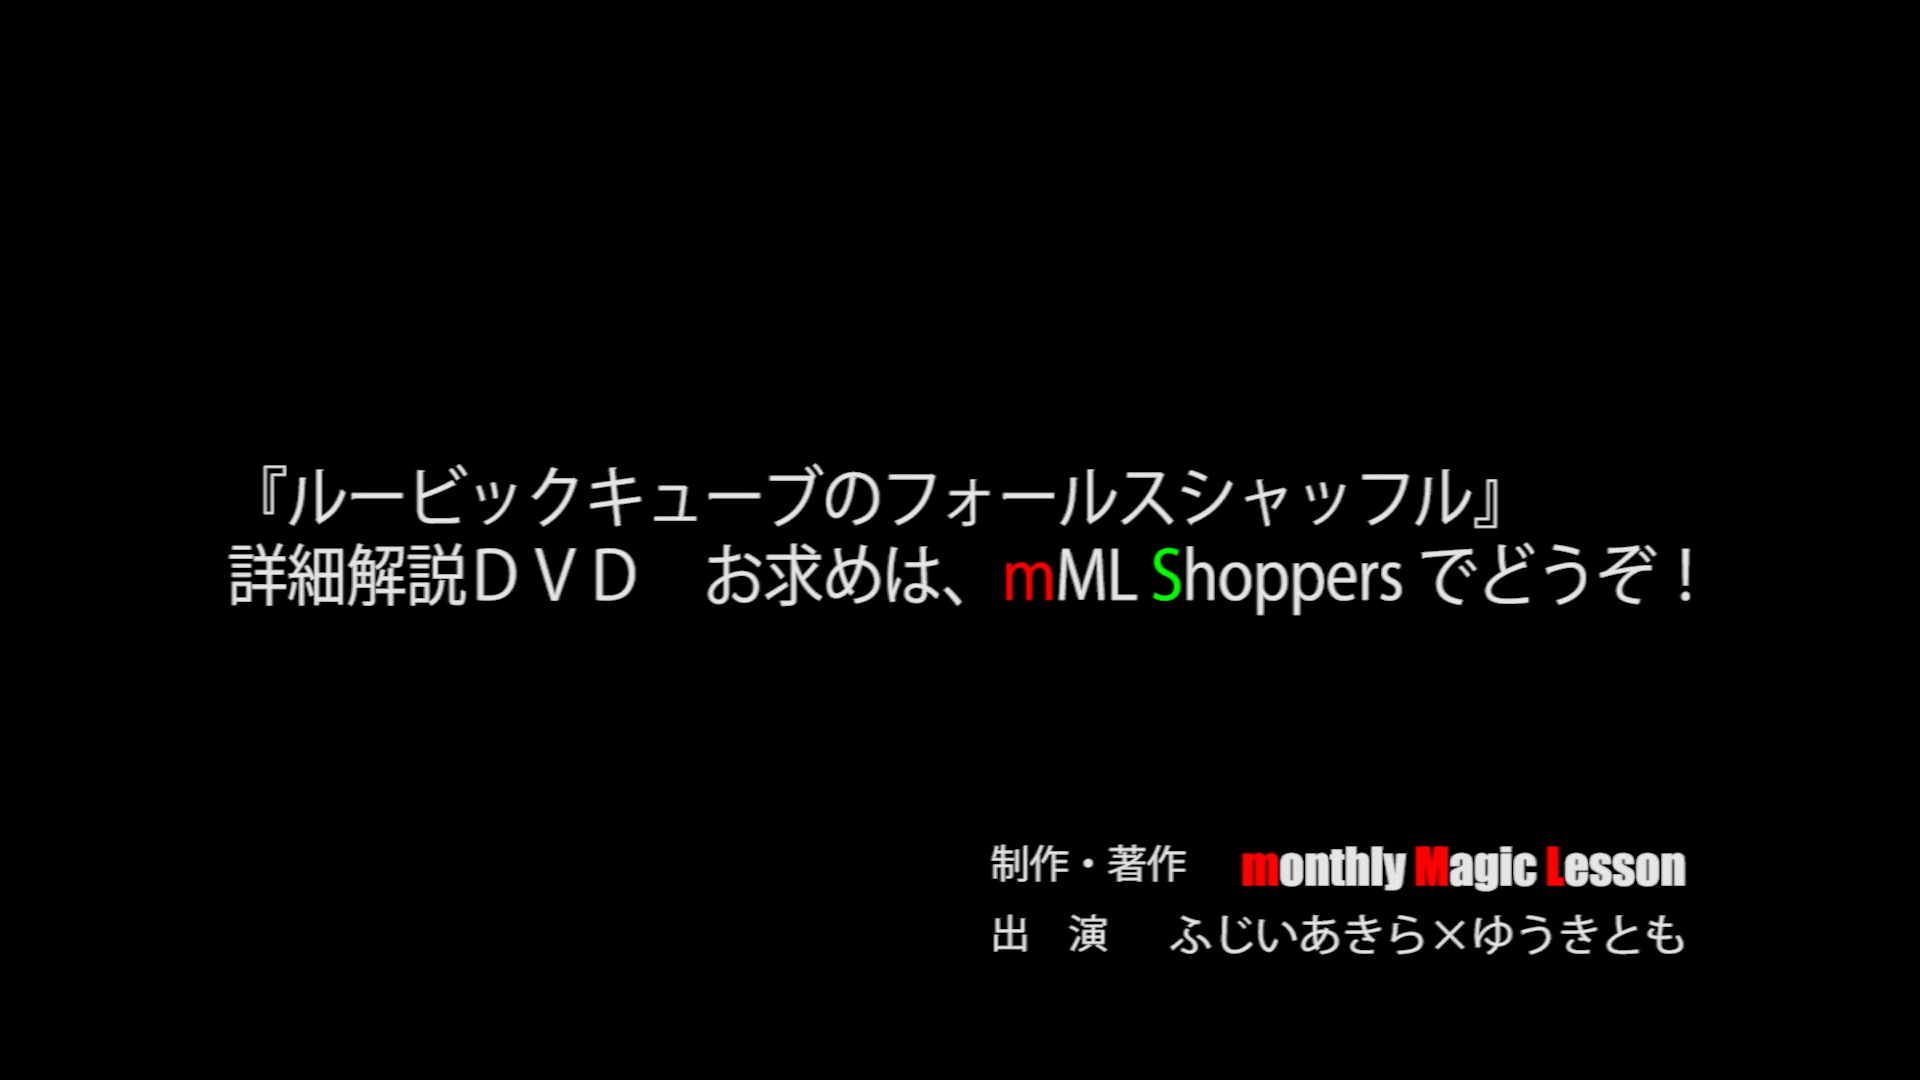 『ルービックキューブのフォールスシャッフル』
詳細解説ＤＶＤ　お求めは、mML Shoppers でどうぞ！
制作・著作　monthly Magic Lesson
出　演　ふじいあきら×ゆうきとも